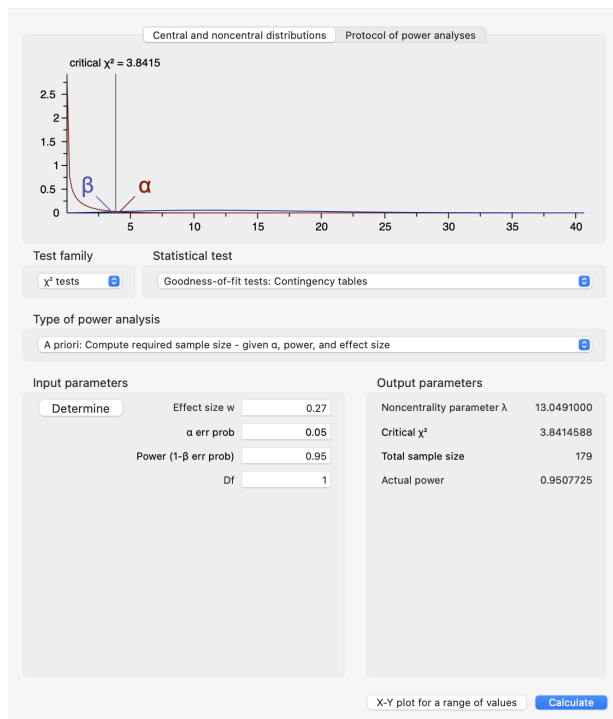 Central and noncentral distributions Protocol of power analyses
critical χ² = 3.8415
2.5
2
1.5
1
0.5
0
β α
5 10 15 20 25 30 35 40
Test family Statistical test
χ² tests Goodness-of-fit tests: Contingency tables
Type of power analysis
A priori: Compute required sample size - given α, power, and effect size
Input parameters Output parameters
Determine Effect size w 0.27 Noncentrality parameter λ 13.0491000
α err prob 0.05 Critical χ² 3.8414588
Power (1-β err prob) 0.95 Total sample size 179
Df 1 Actual power 0.9507725
X-Y plot for a range of values Calculate